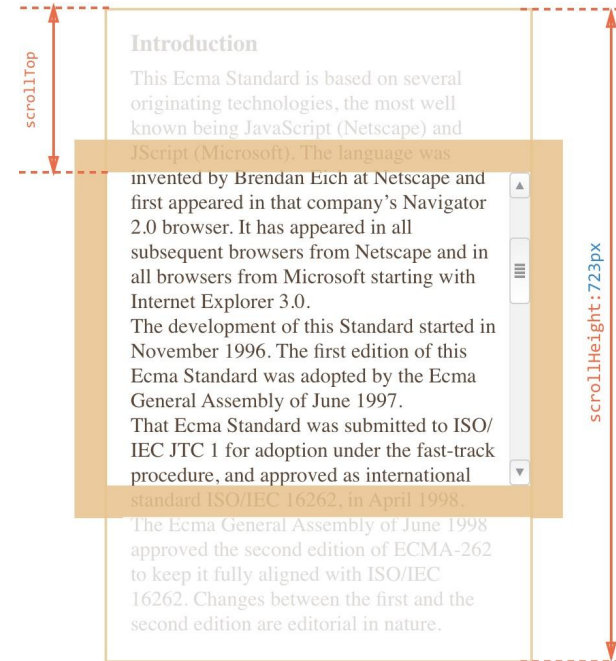 scrollTop
Introduction
This Ecma Standard is based on several
originating technologies, the most well
known being JavaScript (Netscape) and
JScript (Microsoft). The language was
invented by Brendan Eich at Netscape and
first appeared in that company’s Navigator
2.0 browser. It has appeared in all
subsequent browsers from Netscape and in
all browsers from Microsoft starting with
Internet Explorer 3.0.
The development of this Standard started in
November 1996. The first edition of this
Ecma Standard was adopted by the Ecma
General Assembly of June 1997.
That Ecma Standard was submitted to ISO/
IEC JTC 1 for adoption under the fast-track
procedure, and approved as international
standard ISO/IEC 16262, in April 1998.
The Ecma General Assembly of June 1998
approved the second edition of ECMA-262
to keep it fully aligned with ISO/IEC
16262. Changes between the first and the
second edition are editorial in nature.
scrollHeight:723px